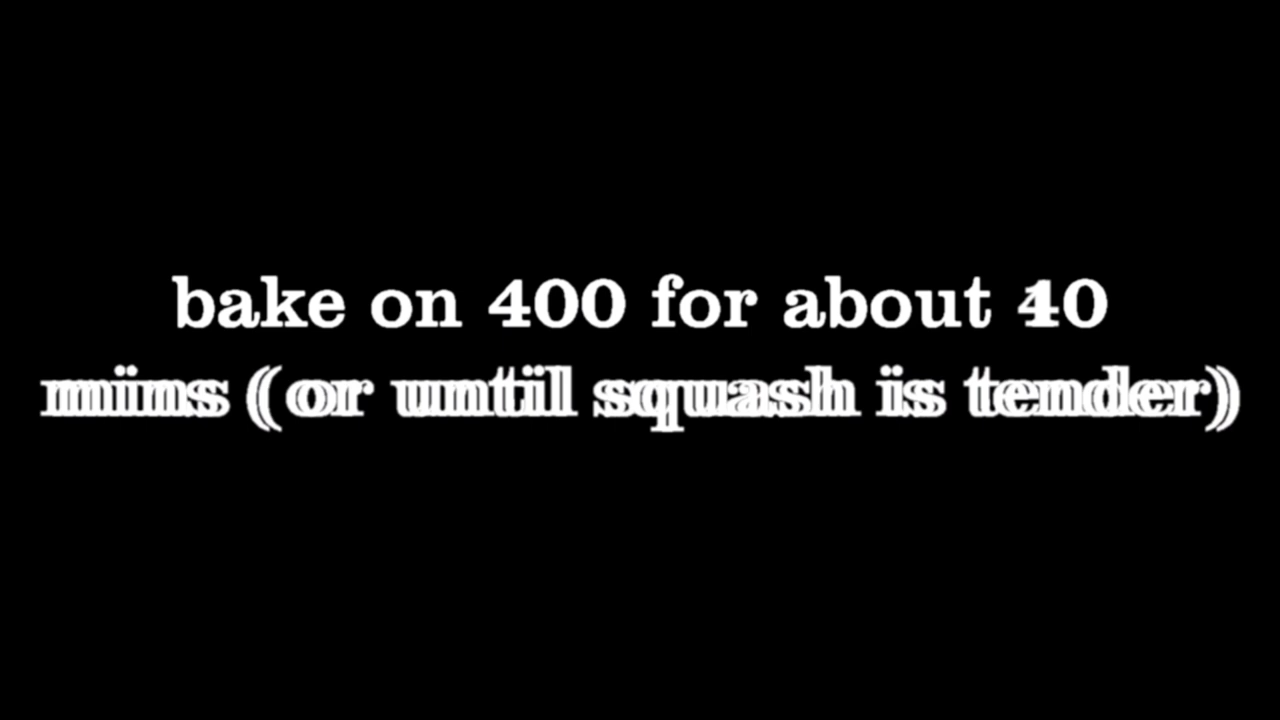 bake on 400 for about 40
mins (or until squash is tender)